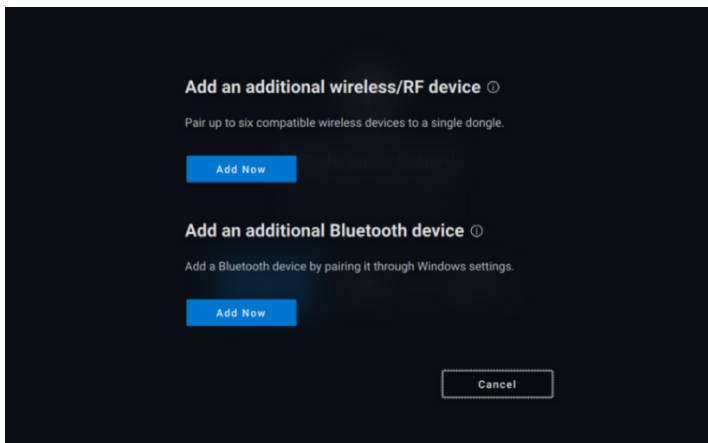 Add an additional wireless/RF device
Pair up to six compatible wireless devices to a single dongle.
Add Now
Add an additional Bluetooth device
Add a Bluetooth device by pairing it through Windows settings.
Add Now
Cancel